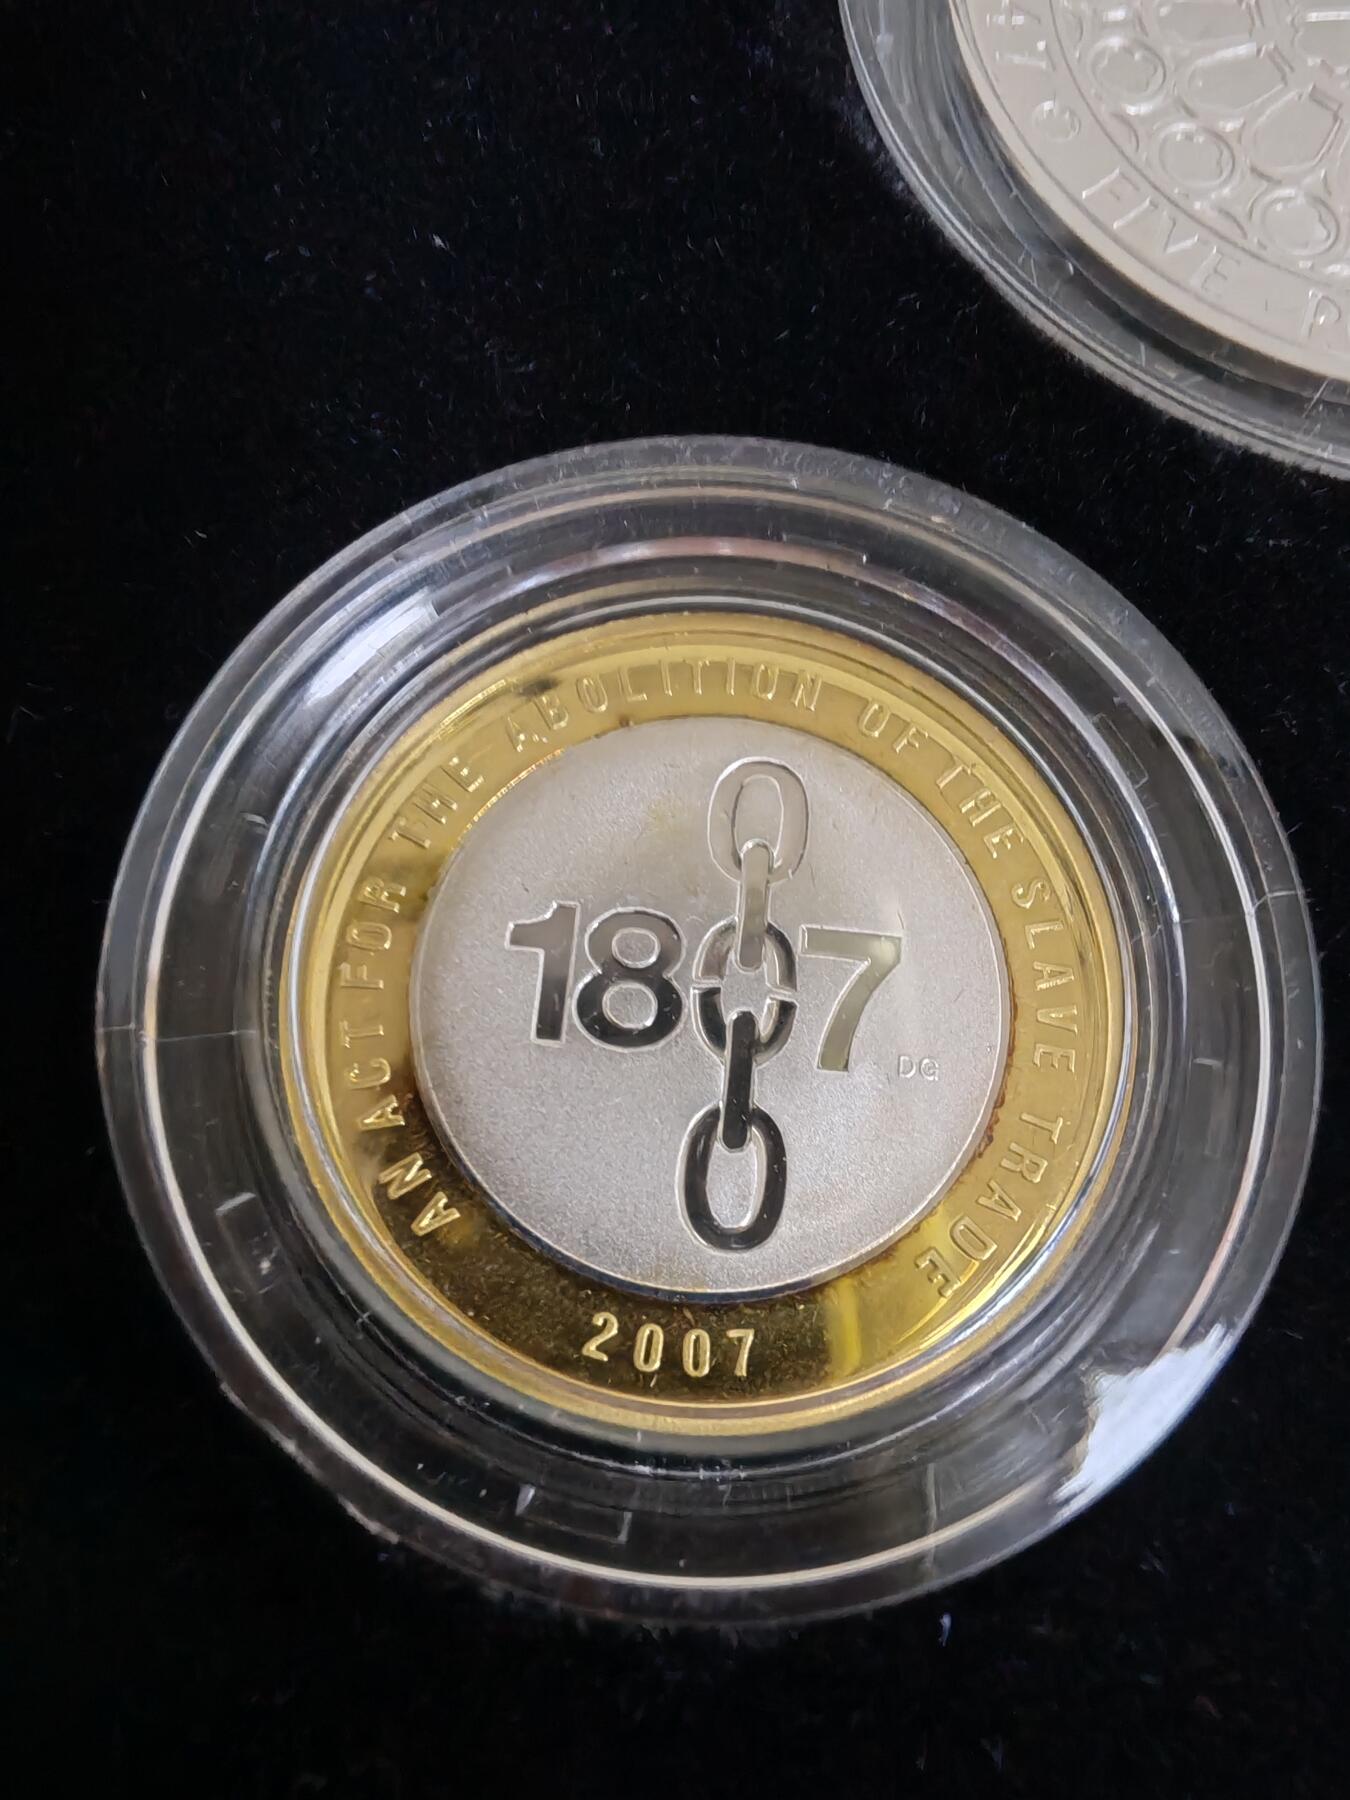 FIVE
AN ACT FOR THE ABOLITION OF THE SLAVE TRADE
1807
DG
2007